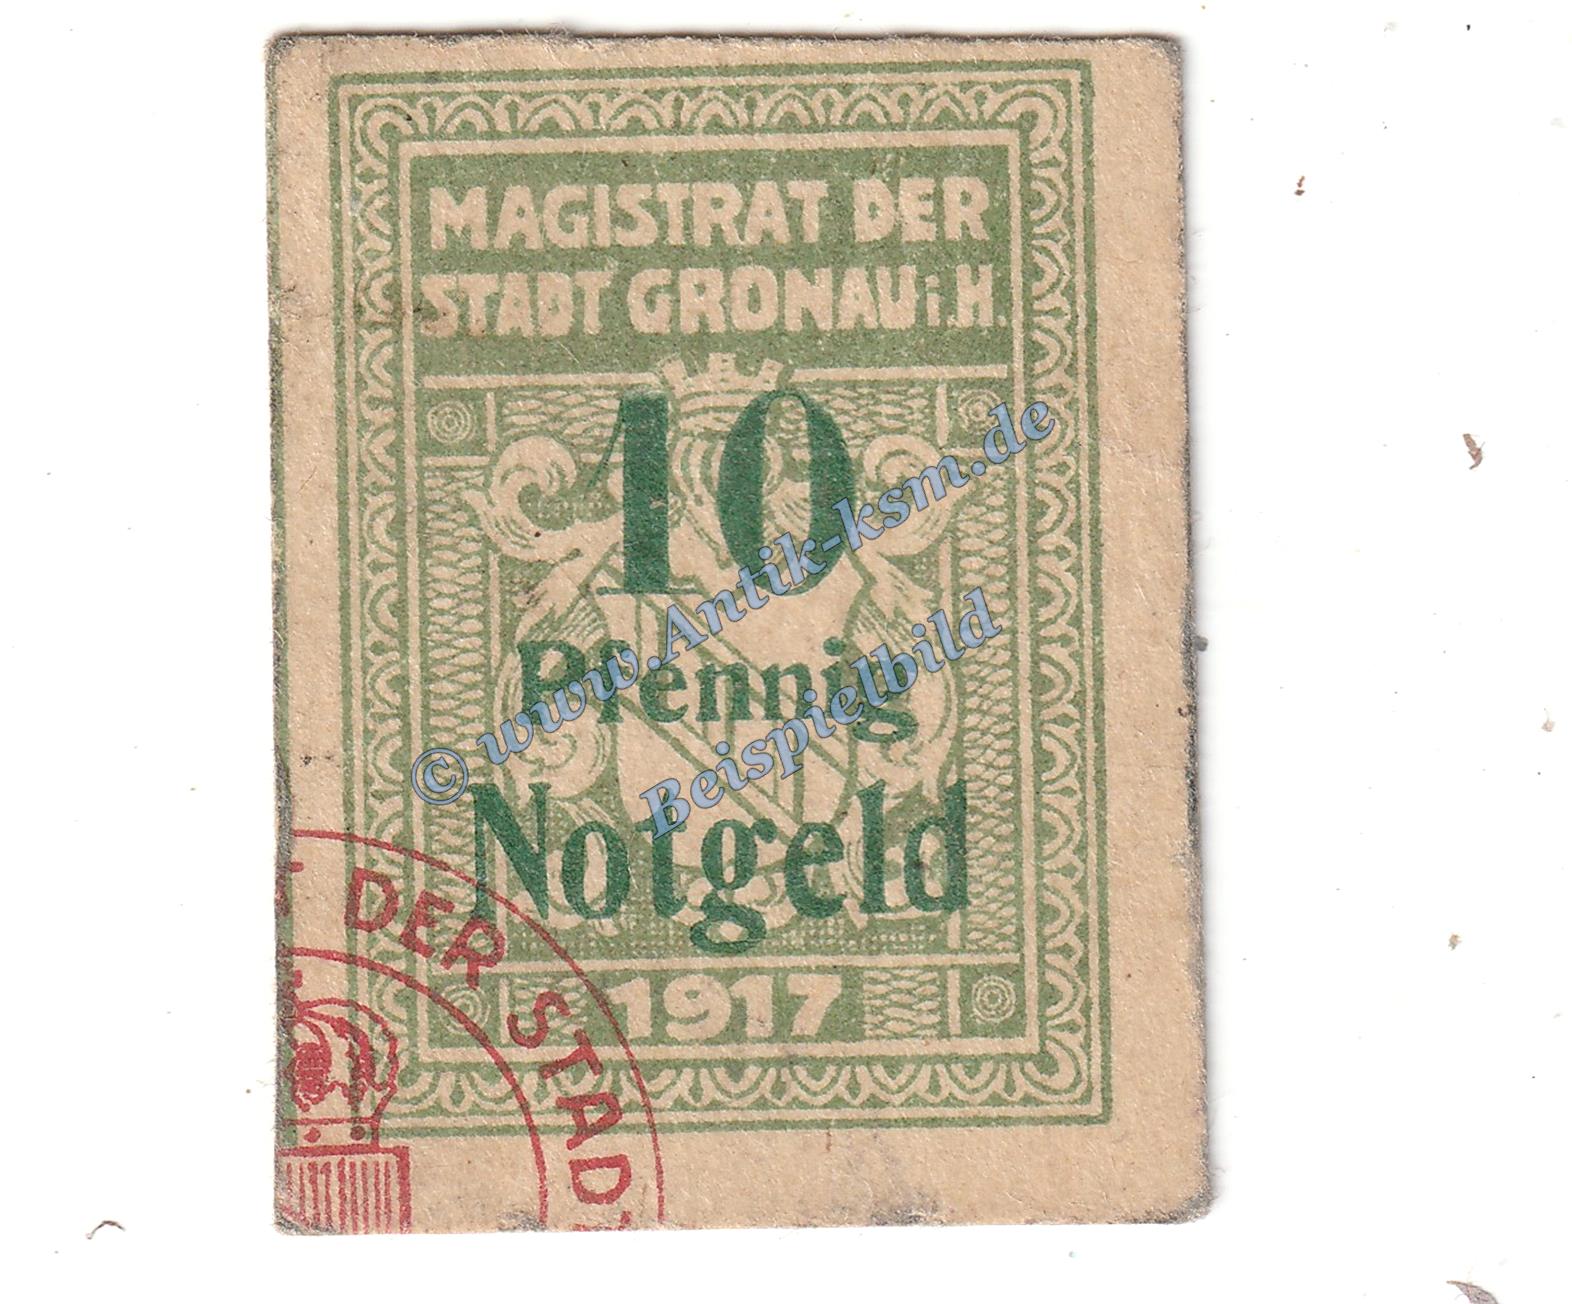 MAGISTRAT DER
STADT GRONAU i.H.
10
Pfennig
Notgeld
1917
DER STADT
© www.Antik-ksm.de
Beispielbild